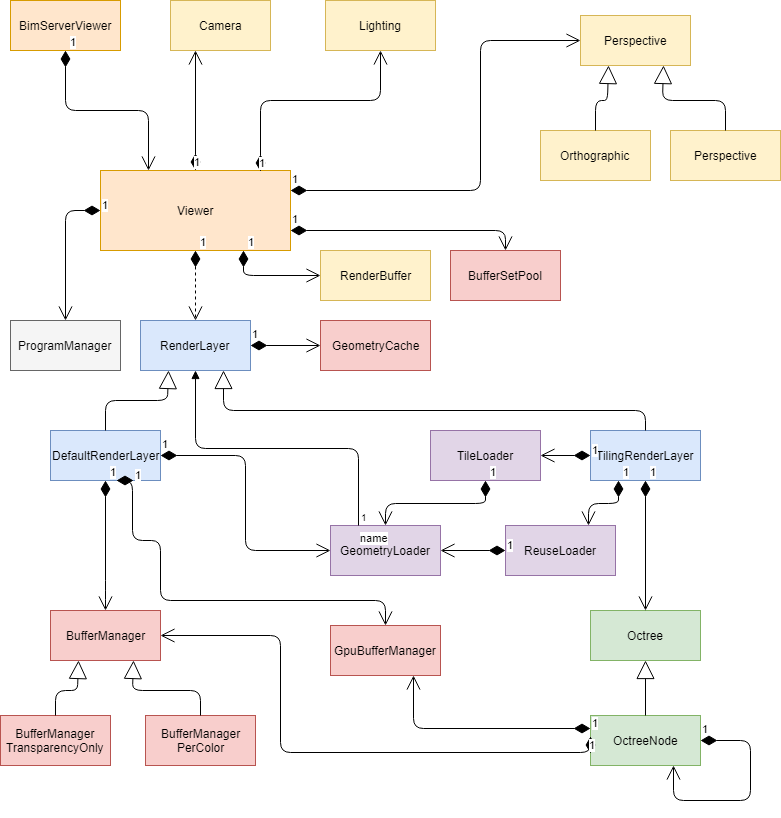 BimServerViewer
1
Camera
Lighting
Perspective
Orthographic
Perspective
1
1
1
1
Viewer
1
1
1
RenderBuffer
BufferSetPool
ProgramManager
RenderLayer
1
GeometryCache
DefaultRenderLayer
1
TileLoader
1
TilingRenderLayer
1
1
1
1
1
1
name
GeometryLoader
1
ReuseLoader
BufferManager
GpuBufferManager
Octree
BufferManager
TransparencyOnly
BufferManager
PerColor
1
1
OctreeNode
1